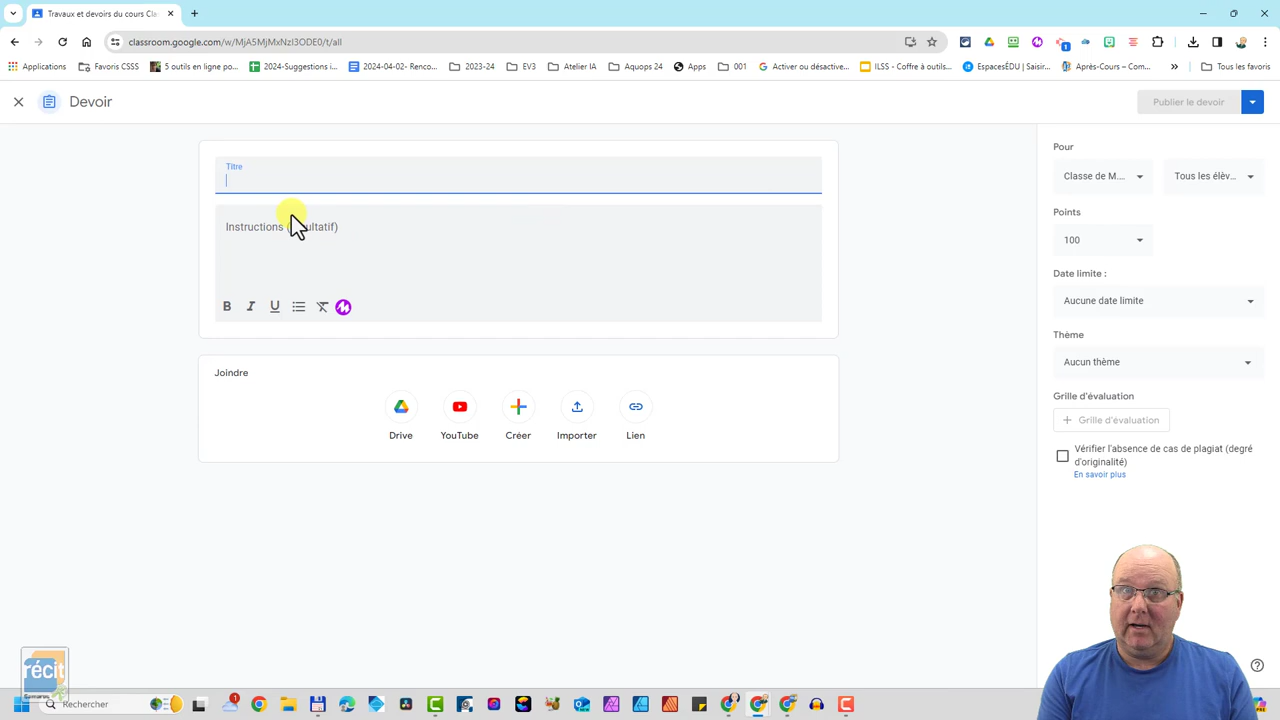 Travaux et devoirs du cours Cla
classroom.google.com/w/MjA5MjMxNzI3ODE0/t/all
Applications
Favoris CSSS
5 outils en ligne po...
2024-Suggestions i...
2024-04-02- Renco...
2023-24
EV3
Atelier IA
Aquops 24
Apps
001
Activer ou désactive...
ILSS - Coffre à outils...
EspacesÉDU | Saisir...
Après-Cours – Com...
Tous les favoris
Devoir
Publier le devoir
Titre
Instructions (
ultatif)
B I U
Joindre
Drive
YouTube
Créer
Importer
Lien
Pour
Classe de M....
Tous les élèv...
Points
100
Date limite :
Aucune date limite
Thème
Aucun thème
Grille d'évaluation
+ Grille d'évaluation
Vérifier l'absence de cas de plagiat (degré
d'originalité)
En savoir plus
récit
Rechercher